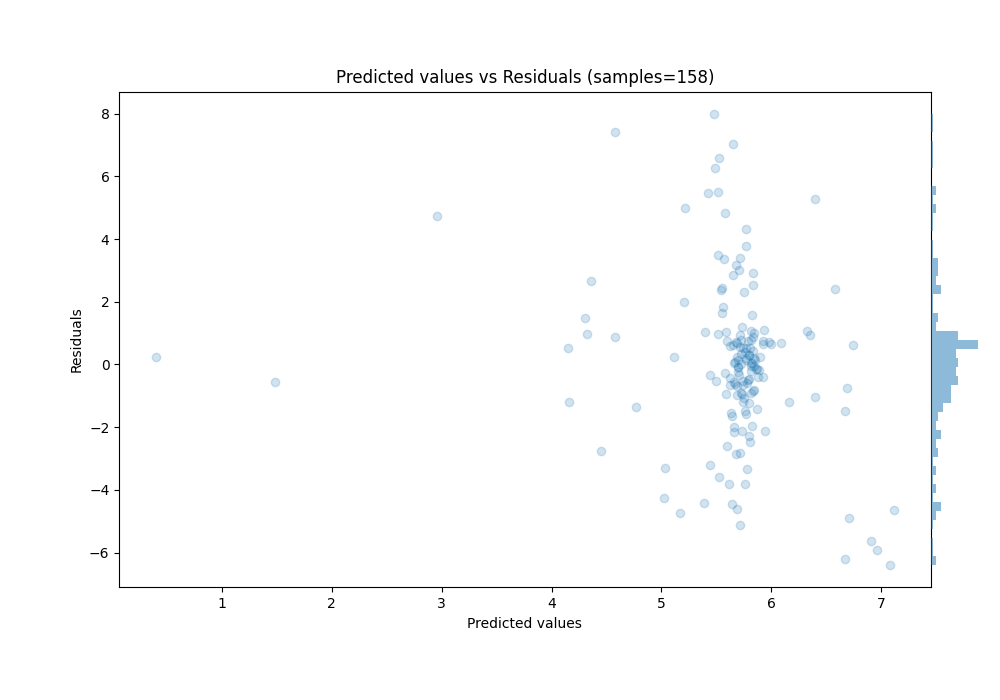 Predicted values vs Residuals (samples=158)
8
6
4
2
0
−2
−4
−6
Residuals
1 2 3 4 5 6 7
Predicted values